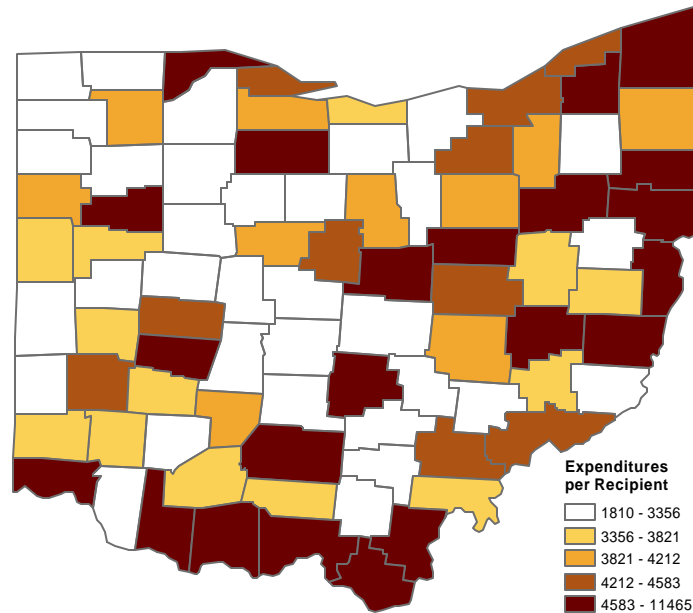 Expenditures
per Recipient
1810 - 3356
3356 - 3821
3821 - 4212
4212 - 4583
4583 - 11465